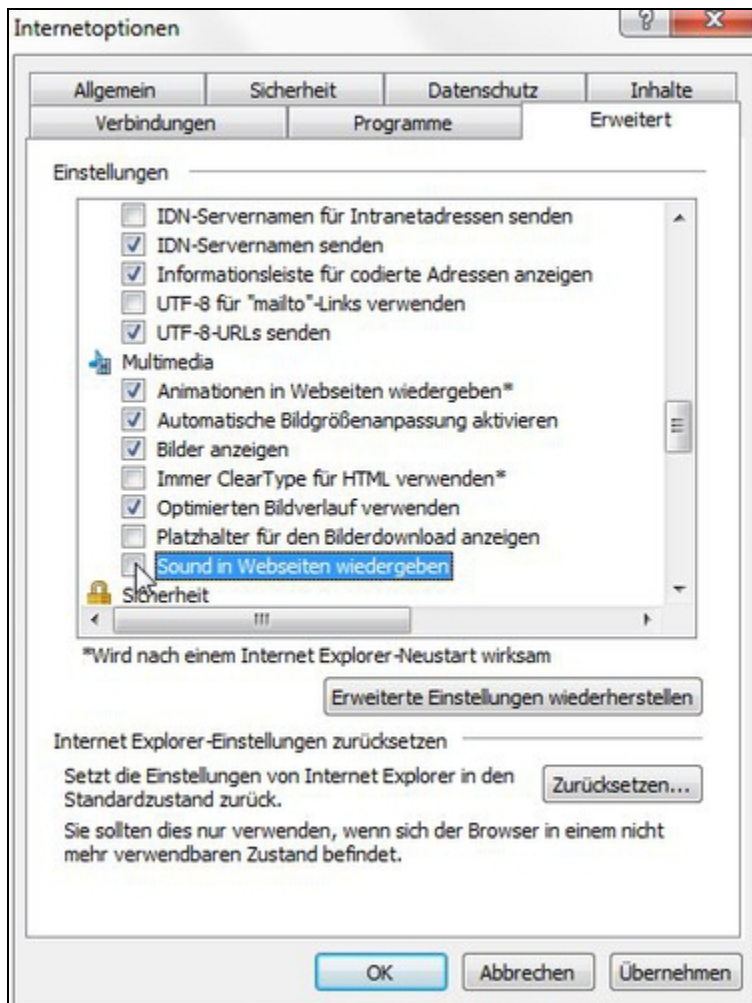 Internetoptionen
Allgemein Sicherheit Datenschutz Inhalte
Verbindungen Programme Erweitert
Einstellungen
IDN-Servernamen für Intranetadressen senden
IDN-Servernamen senden
Informationsleiste für codierte Adressen anzeigen
UTF-8 für "mailto"-Links verwenden
UTF-8-URLs senden
Multimedia
Animationen in Webseiten wiedergeben*
Automatische Bildgrößenanpassung aktivieren
Bilder anzeigen
Immer ClearType für HTML verwenden*
Optimierten Bildverlauf verwenden
Platzhalter für den Bilderdownload anzeigen
Sound in Webseiten wiedergeben
Sicherheit
*Wird nach einem Internet Explorer-Neustart wirksam
Erweiterte Einstellungen wiederherstellen
Internet Explorer-Einstellungen zurücksetzen
Setzt die Einstellungen von Internet Explorer in den
Standardzustand zurück.
Zurücksetzen...
Sie sollten dies nur verwenden, wenn sich der Browser in einem nicht
mehr verwendbaren Zustand befindet.
OK Abbrechen Übernehmen